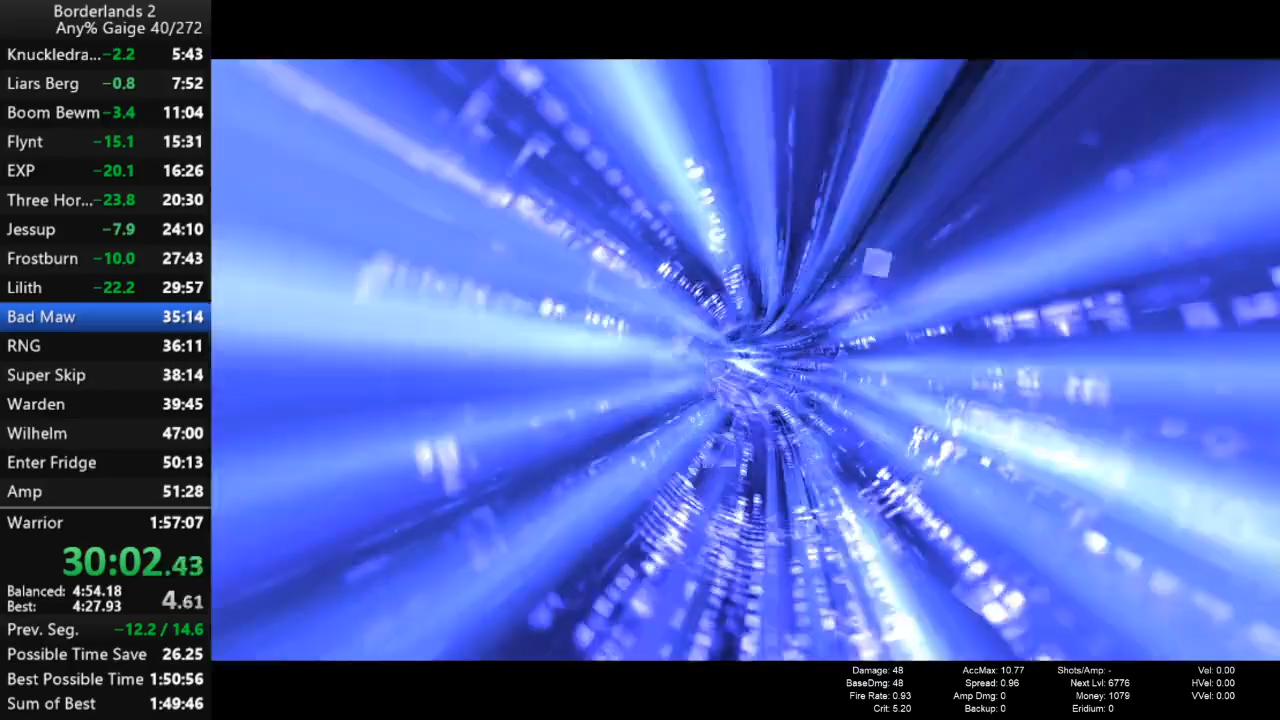 Borderlands 2
Any% Gaige 40/272
Knuckledra... −2.2 5:43
Liars Berg −0.8 7:52
Boom Bewm −3.4 11:04
Flynt −15.1 15:31
EXP −20.1 16:26
Three Hor... −23.8 20:30
Jessup −7.9 24:10
Frostburn −10.0 27:43
Lilith −22.2 29:57
Bad Maw 35:14
RNG 36:11
Super Skip 38:14
Warden 39:45
Wilhelm 47:00
Enter Fridge 50:13
Amp 51:28
Warrior 1:57:07
30:02.43
Balanced: 4:54.18
Best: 4:27.93 4.61
Prev. Seg. −12.2 / 14.6
Possible Time Save 26.25
Best Possible Time 1:50:56
Sum of Best 1:49:46
Damage: 48 AccMax: 10.77 Shots/Amp: - Vel: 0.00
BaseDmg: 48 Spread: 0.96 Next Lvl: 6776 HVel: 0.00
Fire Rate: 0.93 Amp Dmg: 0 Money: 1079 VVel: 0.00
Crit: 5.20 Backup: 0 Eridium: 0